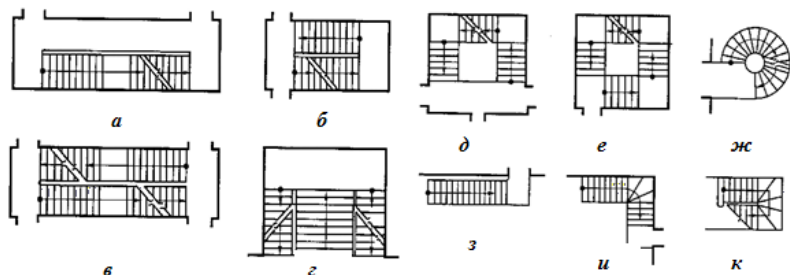 а б д е ж
в г з и к